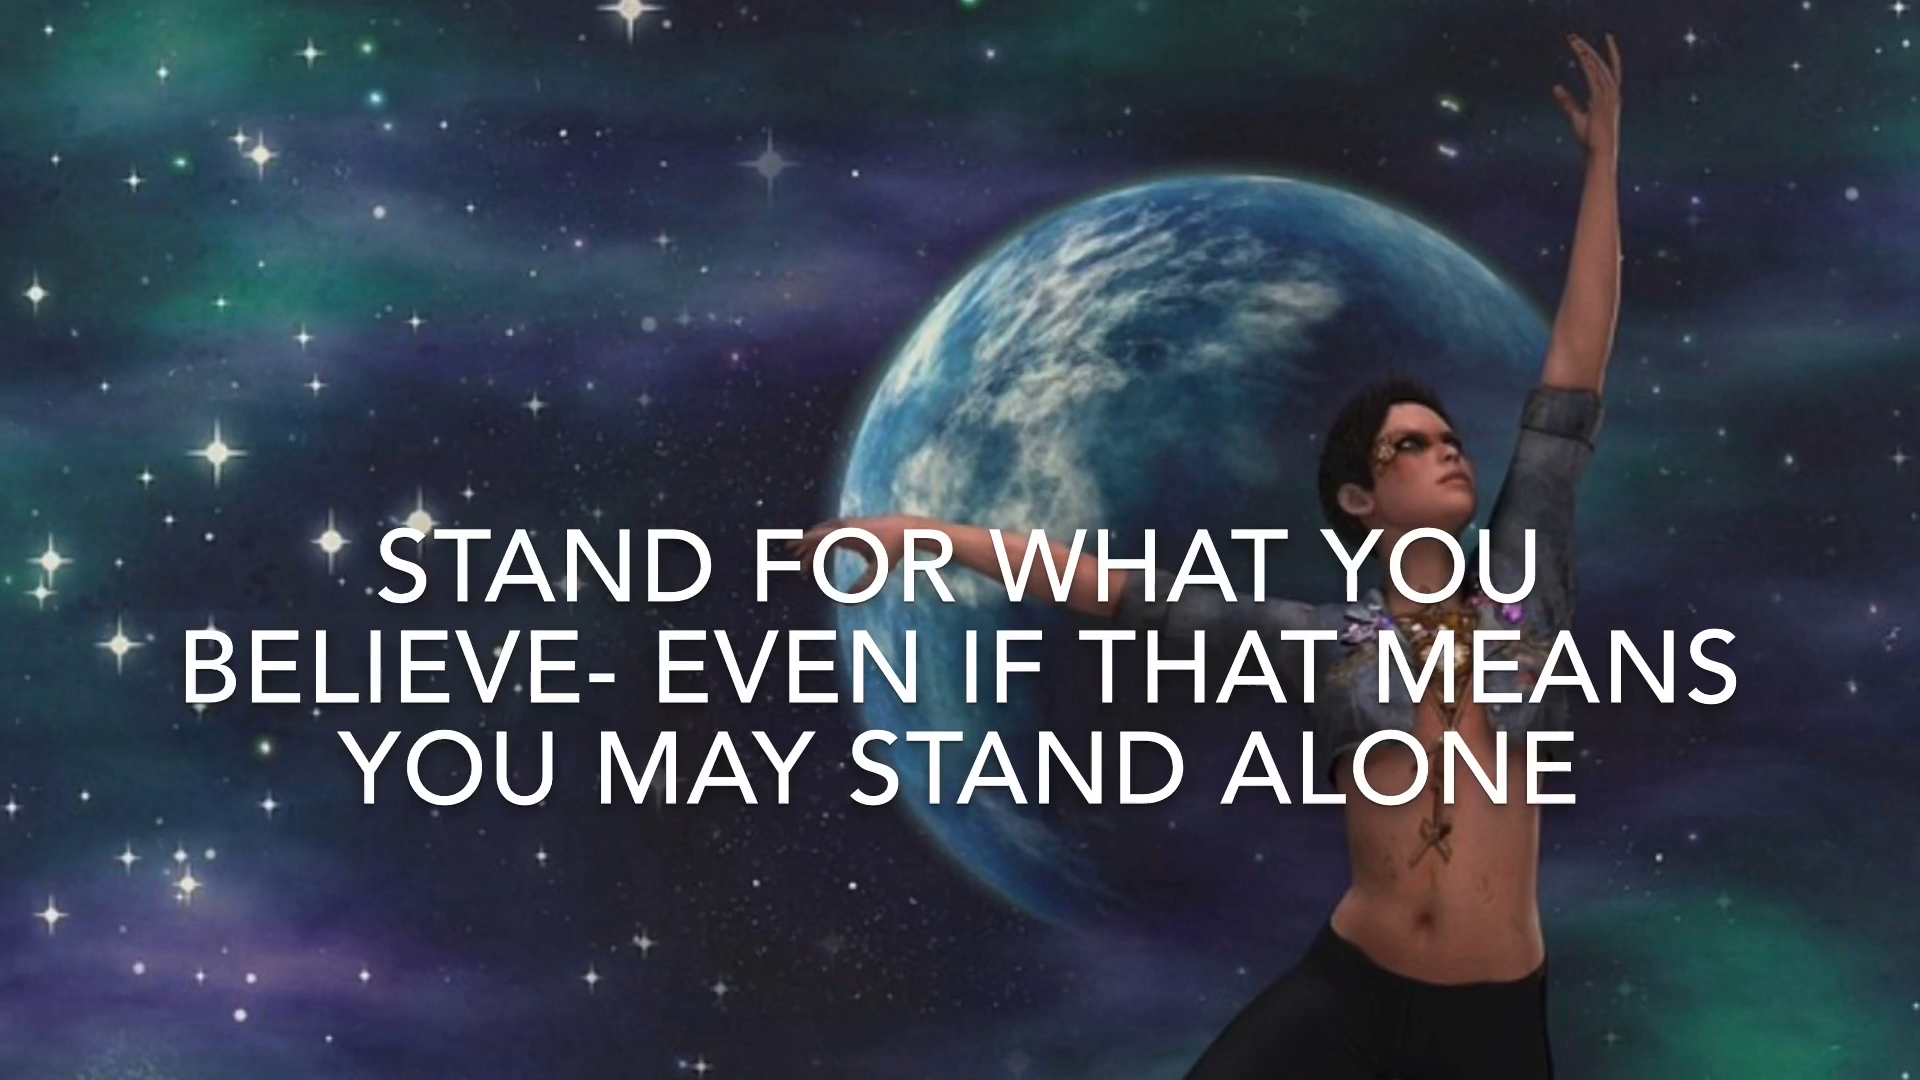 STAND FOR WHAT YOU
BELIEVE- EVEN IF THAT MEANS
YOU MAY STAND ALONE